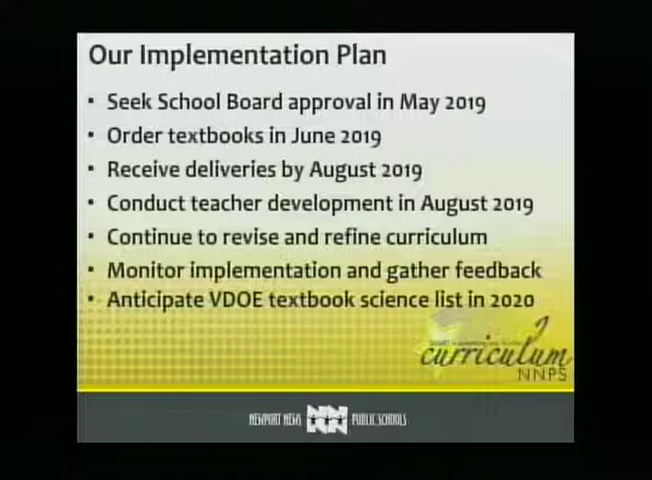 Our Implementation Plan
• Seek School Board approval in May 2019
• Order textbooks in June 2019
• Receive deliveries by August 2019
• Conduct teacher development in August 2019
• Continue to revise and refine curriculum
• Monitor implementation and gather feedback
• Anticipate VDOE textbook science list in 2020
curriculum
NNPS
NEWPORT NEWS NN PUBLIC SCHOOLS